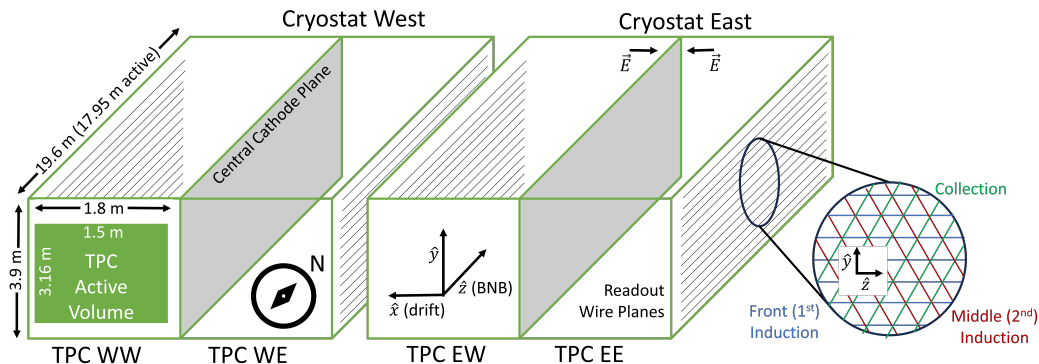 Cryostat West
Cryostat East
19.6 m (17.95 m active)
Central Cathode Plane
E⃗
E⃗
1.8 m
1.5 m
3.9 m
3.16 m
TPC
Active
Volume
N
ŷ
ẑ (BNB)
x̂ (drift)
Readout
Wire Planes
Collection
ŷ
ẑ
Front (1st)
Induction
Middle (2nd)
Induction
TPC WW
TPC WE
TPC EW
TPC EE